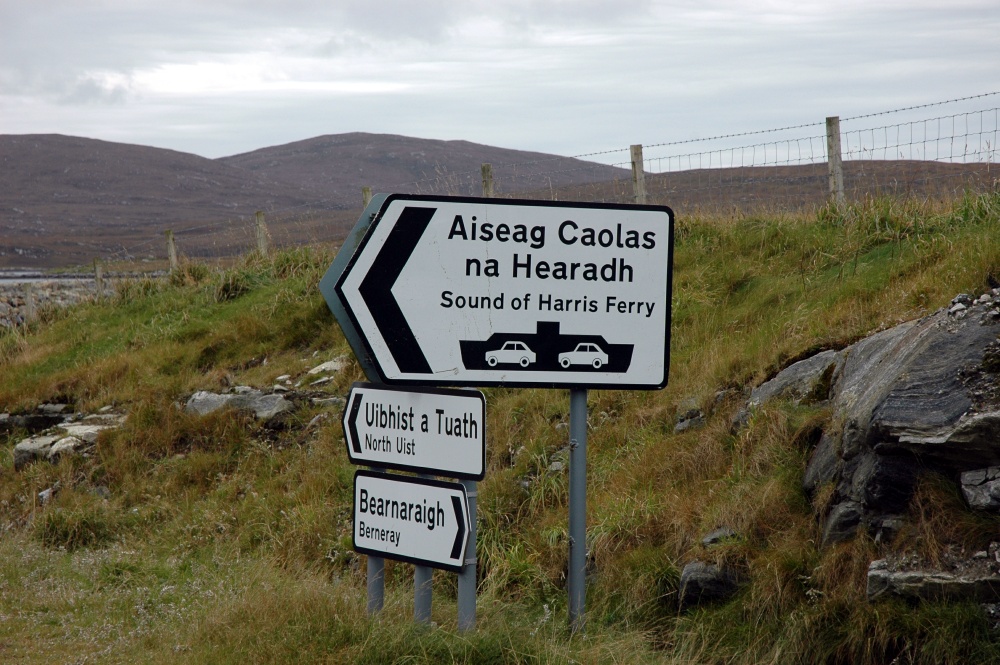 Aiseag Caolas
na Hearadh
Sound of Harris Ferry
Uibhist a Tuath
North Uist
Bearnaraigh
Berneray